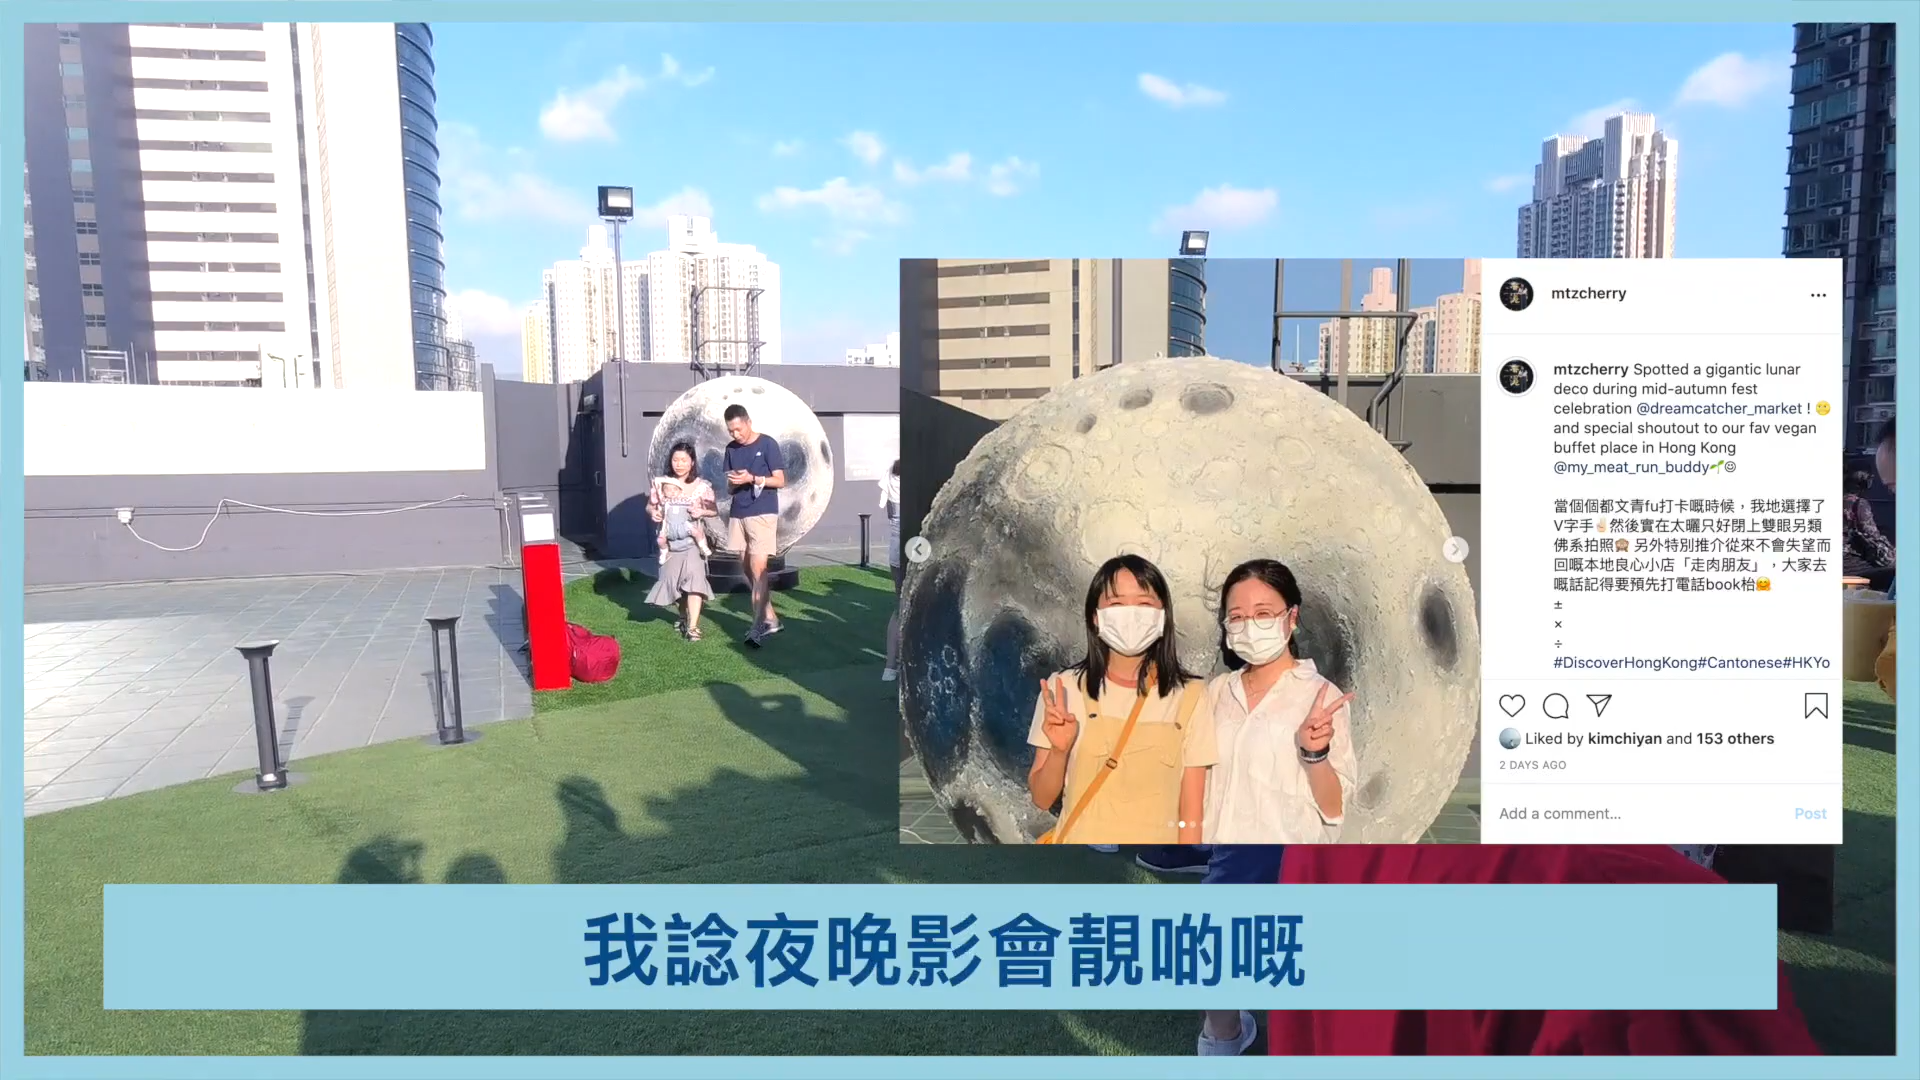 mtzcherry
mtzcherry Spotted a gigantic lunar
deco during mid-autumn fest
celebration @dreamcatcher_market ! 🌝
and special shoutout to our fav vegan
buffet place in Hong Kong
@my_meat_run_buddy🌱☺
當個個都文青fu打卡嘅時候，我地選擇了
V字手✌🏻然後實在太曬只好閉上雙眼另類
佛系拍照🙈 另外特別推介從來不會失望而
回嘅本地良心小店「走肉朋友」，大家去
嘅話記得要預先打電話book枱🤗
±
×
÷
#DiscoverHongKong#Cantonese#HKYo
Liked by kimchiyan and 153 others
2 DAYS AGO
Add a comment... Post
我諗夜晚影會靚啲嘅